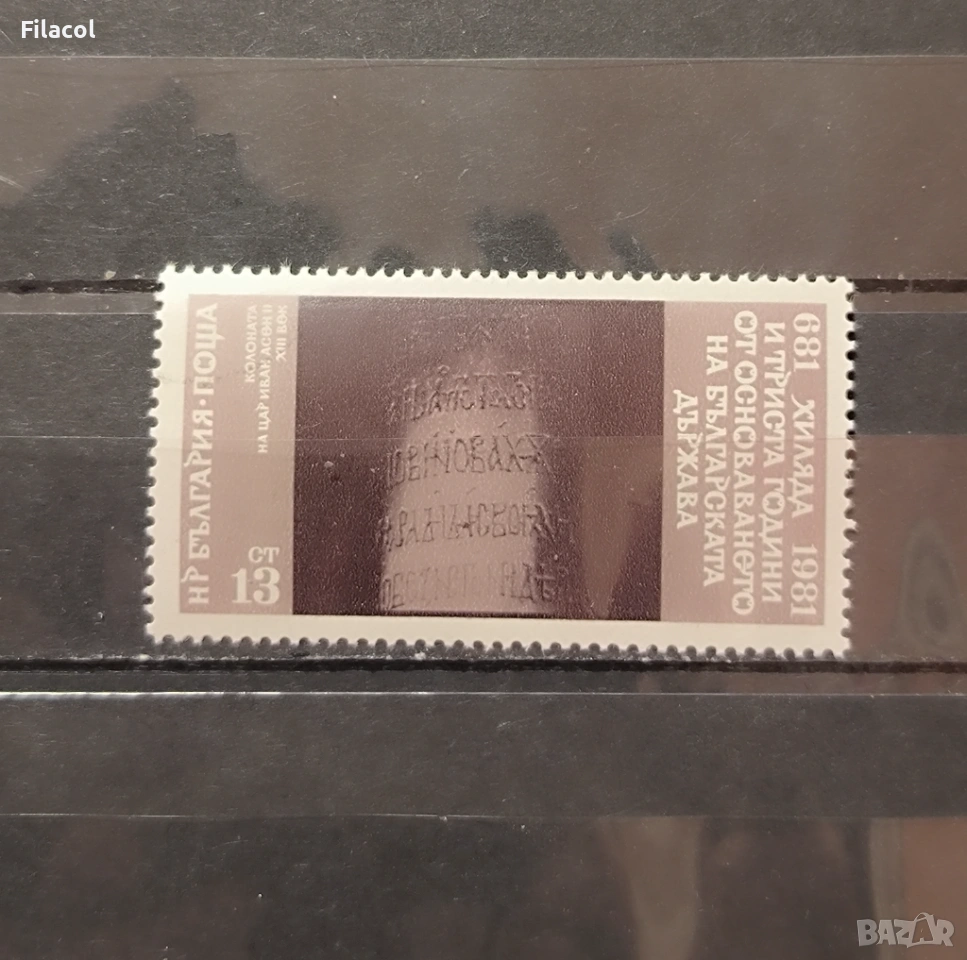 Filacol
НР БЪЛГАРИЯ·ПОЩА
КОЛОНАТА
НА ЦАР ИВАН АСЕН II
XIII ВЕК
13 СТ
681 ХИЛЯДА 1981
И ТРИСТА ГОДИНИ
ОТ ОСНОВАВАНЕТО
НА БЪЛГАРСКАТА
ДЪРЖАВА
BAZAR